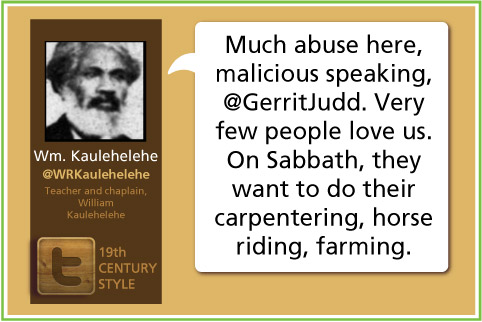 Wm. Kaulehelehe
@WRKaulehelehe
Teacher and chaplain,
William
Kaulehelehe
t
19th
CENTURY
STYLE
Much abuse here,
malicious speaking,
@GerritJudd. Very
few people love us.
On Sabbath, they
want to do their
carpentering, horse
riding, farming.